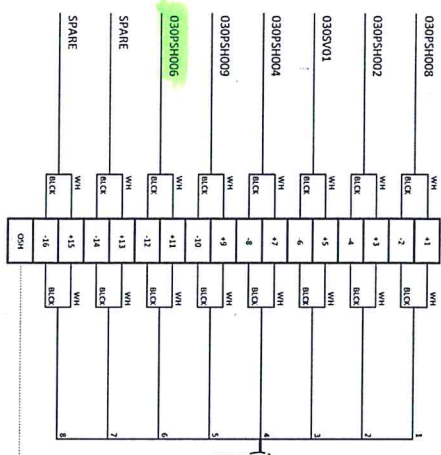 030PSH008
WH +1 WH 1
BLCK -2 BLCK
030PSH002
WH +3 WH 2
BLCK -4 BLCK
030SV01
WH +5 WH 3
BLCK -6 BLCK
030PSH004
WH +7 WH 4
BLCK -8 BLCK
030PSH009
WH +9 WH 5
BLCK -10 BLCK
030PSH006
WH +11 WH 6
BLCK -12 BLCK
SPARE
WH +13 WH 7
BLCK -14 BLCK
SPARE
WH +15 WH 8
BLCK -16 BLCK
OSH